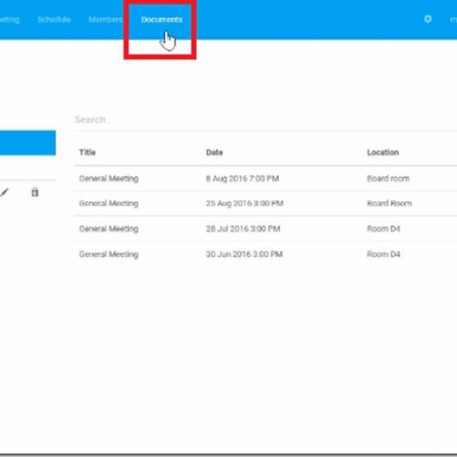 eting Schedule Members Documents m
Search...
Title Date Location
General Meeting 8 Aug 2016 7:00 PM Board room
General Meeting 25 Aug 2016 3:00 PM Board Room
General Meeting 28 Jul 2016 3:00 PM Room D4
General Meeting 30 Jun 2016 3:00 PM Room D4